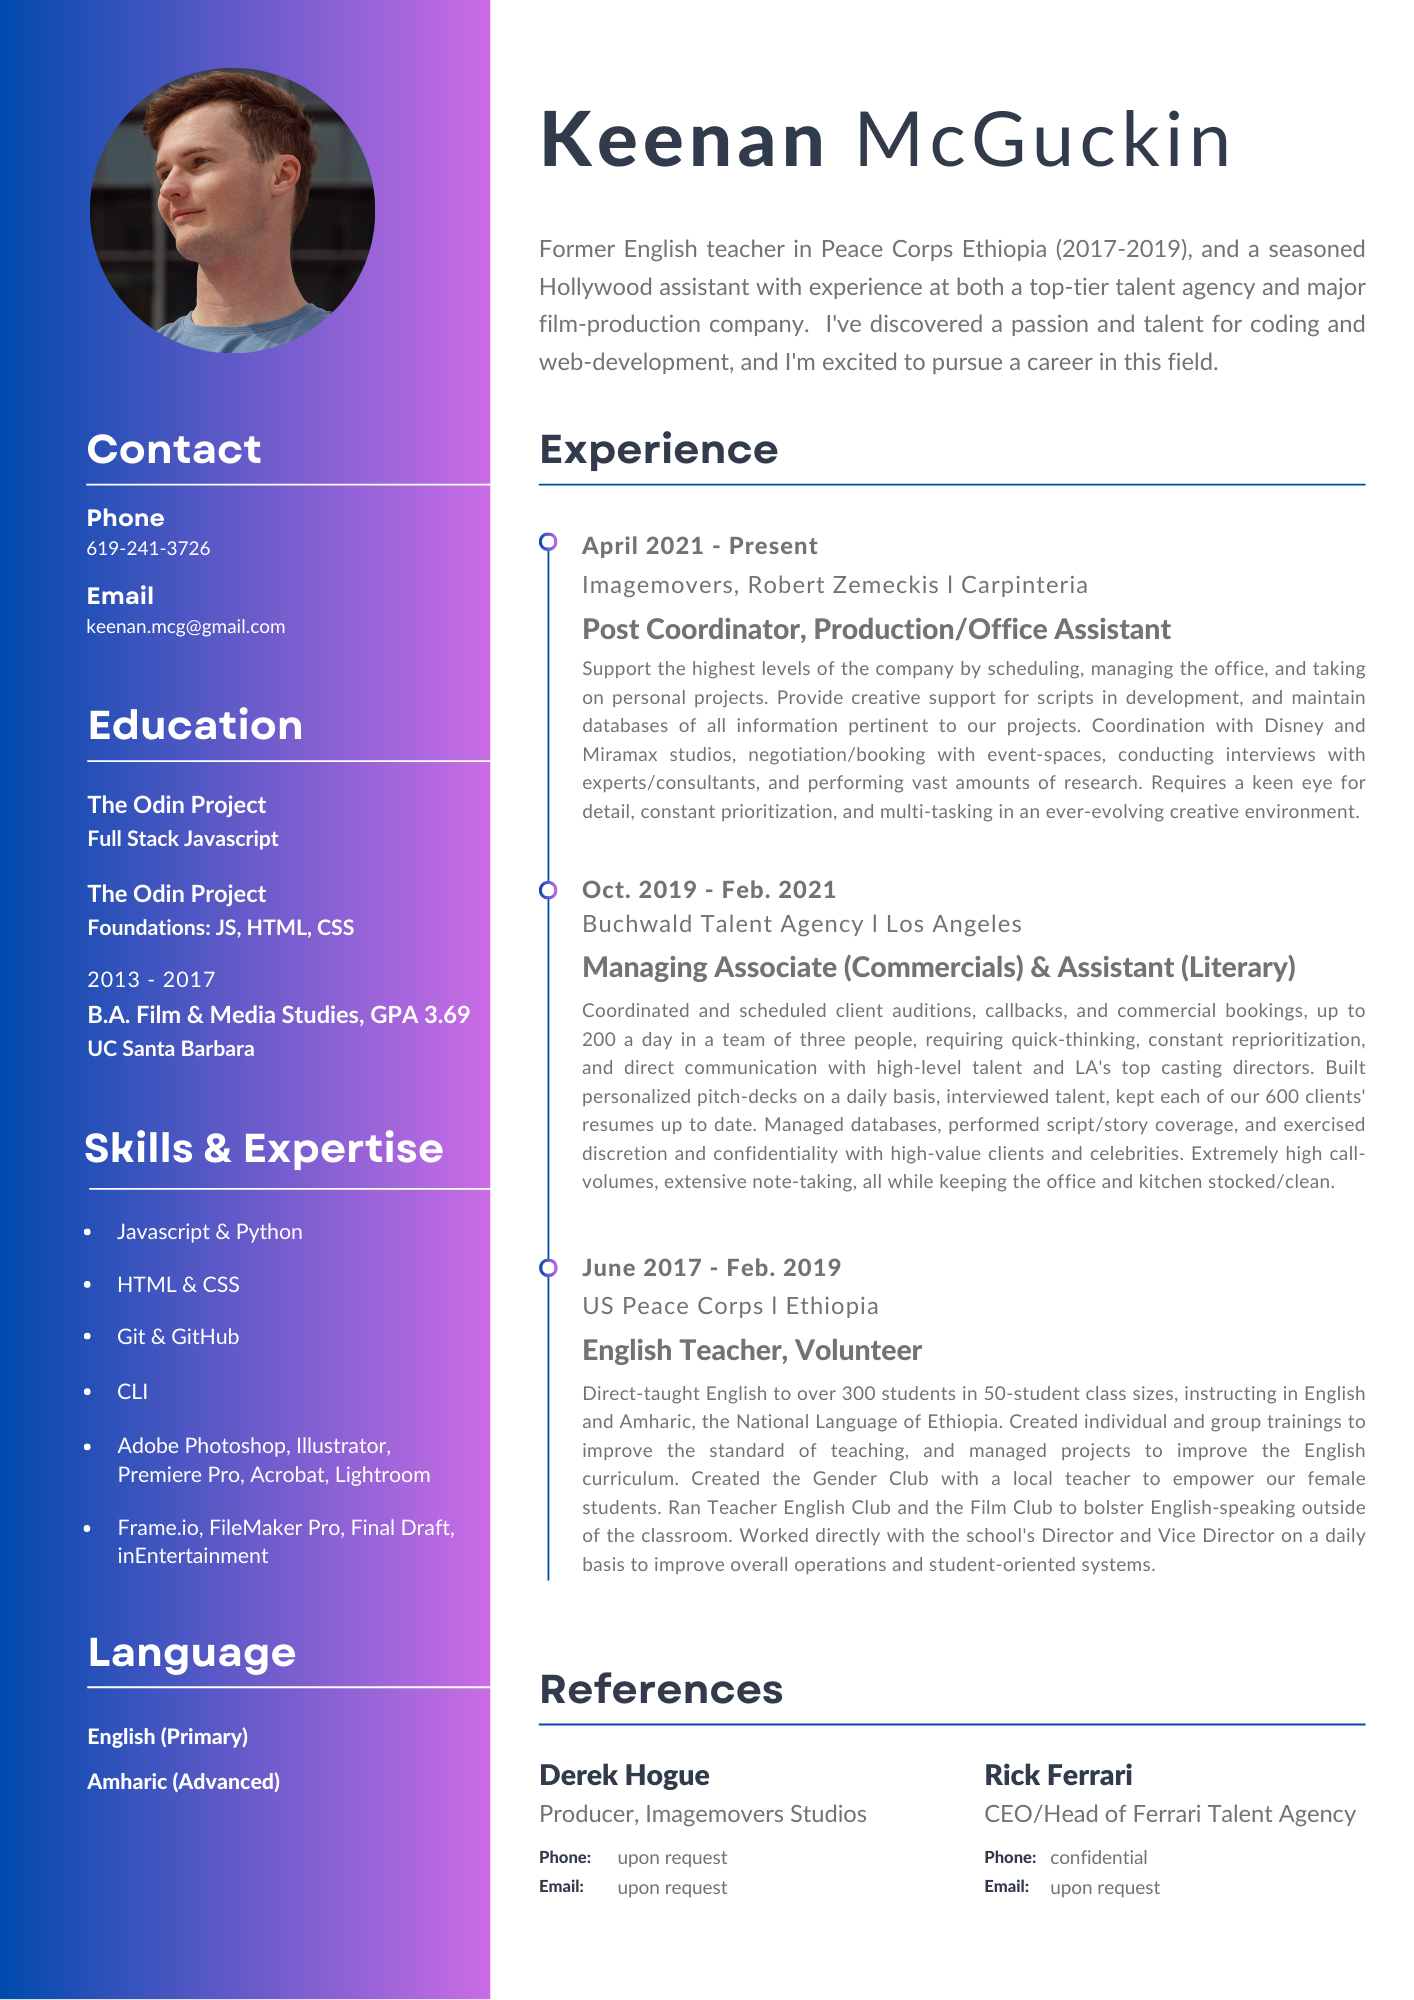 Keenan McGuckin
Former English teacher in Peace Corps Ethiopia (2017-2019), and a seasoned
Hollywood assistant with experience at both a top-tier talent agency and major
film-production company.  I've discovered a passion and talent for coding and
web-development, and I'm excited to pursue a career in this field.
Contact
Phone
619-241-3726
Email
keenan.mcg@gmail.com
Education
The Odin Project
Full Stack Javascript
The Odin Project
Foundations: JS, HTML, CSS
2013 - 2017
B.A. Film & Media Studies, GPA 3.69
UC Santa Barbara
Skills & Expertise
• Javascript & Python
• HTML & CSS
• Git & GitHub
• CLI
• Adobe Photoshop, Illustrator,
Premiere Pro, Acrobat, Lightroom
• Frame.io, FileMaker Pro, Final Draft,
inEntertainment
Language
English (Primary)
Amharic (Advanced)
Experience
April 2021 - Present
Imagemovers, Robert Zemeckis l Carpinteria
Post Coordinator, Production/Office Assistant
Support the highest levels of the company by scheduling, managing the office, and taking
on personal projects. Provide creative support for scripts in development, and maintain
databases of all information pertinent to our projects. Coordination with Disney and
Miramax studios, negotiation/booking with event-spaces, conducting interviews with
experts/consultants, and performing vast amounts of research. Requires a keen eye for
detail, constant prioritization, and multi-tasking in an ever-evolving creative environment.
Oct. 2019 - Feb. 2021
Buchwald Talent Agency l Los Angeles
Managing Associate (Commercials) & Assistant (Literary)
Coordinated and scheduled client auditions, callbacks, and commercial bookings, up to
200 a day in a team of three people, requiring quick-thinking, constant reprioritization,
and direct communication with high-level talent and LA's top casting directors. Built
personalized pitch-decks on a daily basis, interviewed talent, kept each of our 600 clients'
resumes up to date. Managed databases, performed script/story coverage, and exercised
discretion and confidentiality with high-value clients and celebrities. Extremely high call-
volumes, extensive note-taking, all while keeping the office and kitchen stocked/clean.
June 2017 - Feb. 2019
US Peace Corps l Ethiopia
English Teacher, Volunteer
Direct-taught English to over 300 students in 50-student class sizes, instructing in English
and Amharic, the National Language of Ethiopia. Created individual and group trainings to
improve the standard of teaching, and managed projects to improve the English
curriculum. Created the Gender Club with a local teacher to empower our female
students. Ran Teacher English Club and the Film Club to bolster English-speaking outside
of the classroom. Worked directly with the school's Director and Vice Director on a daily
basis to improve overall operations and student-oriented systems.
References
Derek Hogue
Producer, Imagemovers Studios
Phone: upon request
Email: upon request
Rick Ferrari
CEO/Head of Ferrari Talent Agency
Phone: confidential
Email: upon request